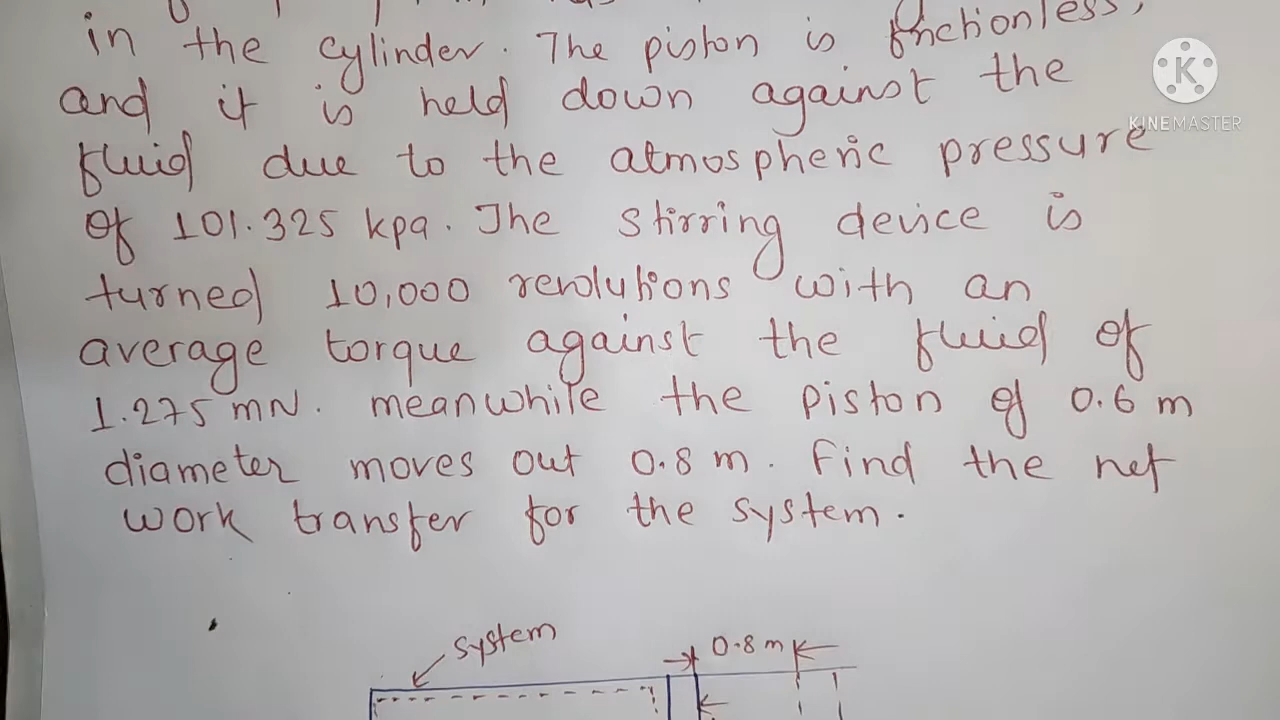 in the cylinder. The piston is frictionless,
and it is held down against the
fluid due to the atmospheric pressure
of 101.325 kpa. The stirring device is
turned 10,000 revolutions with an
average torque against the fluid of
1.275 mN. meanwhile the piston of 0.6 m
diameter moves out 0.8 m. Find the net
work transfer for the system.
system
0.8 m
K
KINEMASTER